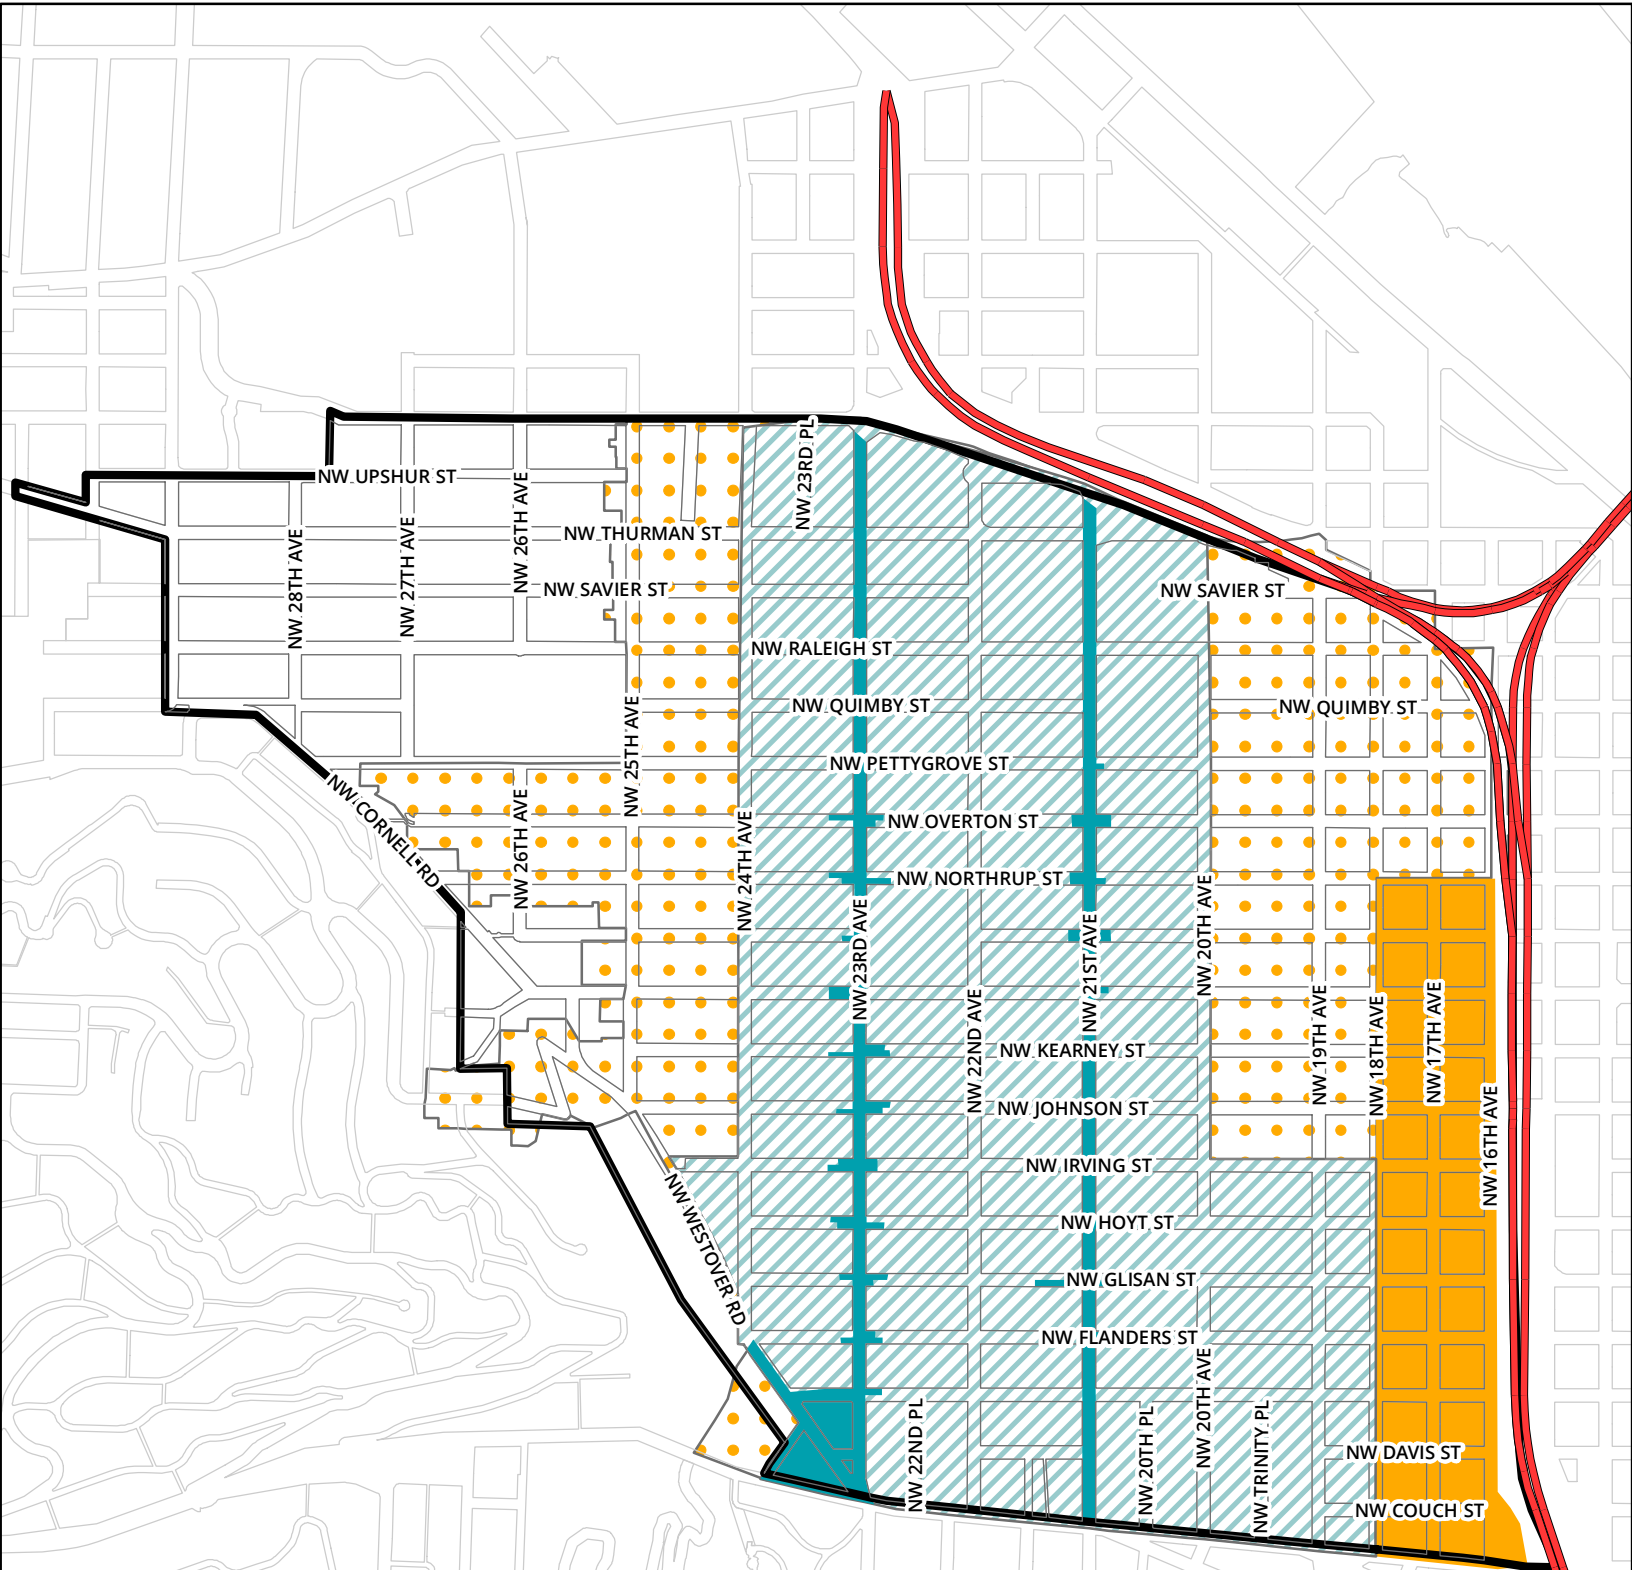 NW 23RD PL
NW UPSHUR ST
NW 26TH AVE
NW THURMAN ST
NW 28TH AVE
NW 27TH AVE
NW SAVIER ST
NW SAVIER ST
NW RALEIGH ST
NW QUIMBY ST
NW QUIMBY ST
NW 25TH AVE
NW PETTYGROVE ST
NW CORNELL RD
NW 26TH AVE
NW 24TH AVE
NW OVERTON ST
NW NORTHRUP ST
NW 23RD AVE
NW 21ST AVE
NW 20TH AVE
NW 22ND AVE
NW 19TH AVE
NW 18TH AVE
NW 17TH AVE
NW KEARNEY ST
NW JOHNSON ST
NW 16TH AVE
NW IRVING ST
NW WESTOVER RD
NW HOYT ST
NW GLISAN ST
NW FLANDERS ST
NW 20TH AVE
NW 22ND PL
NW 20TH PL
NW TRINITY PL
NW DAVIS ST
NW COUCH ST